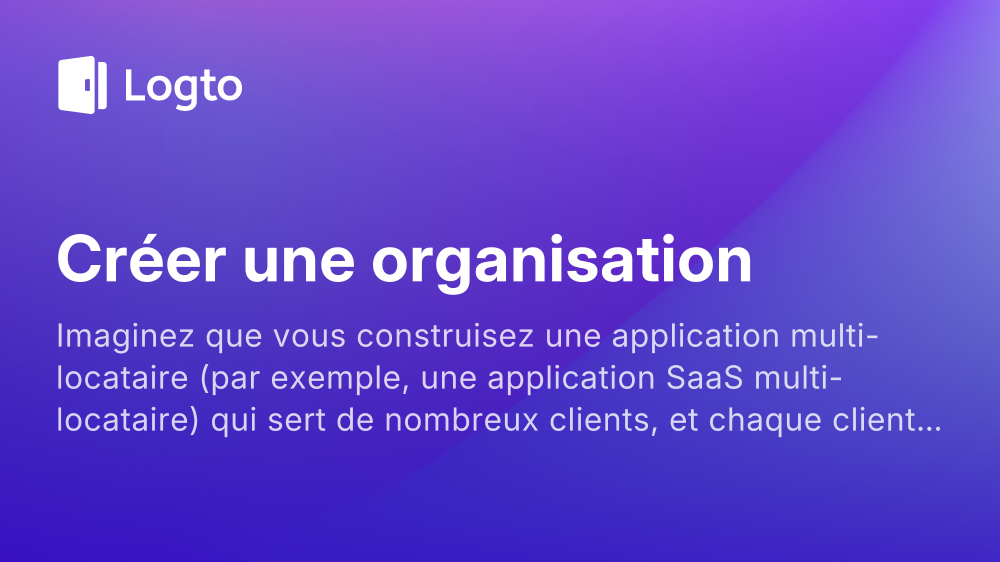 Logto
Créer une organisation
Imaginez que vous construisez une application multi-
locataire (par exemple, une application SaaS multi-
locataire) qui sert de nombreux clients, et chaque client...